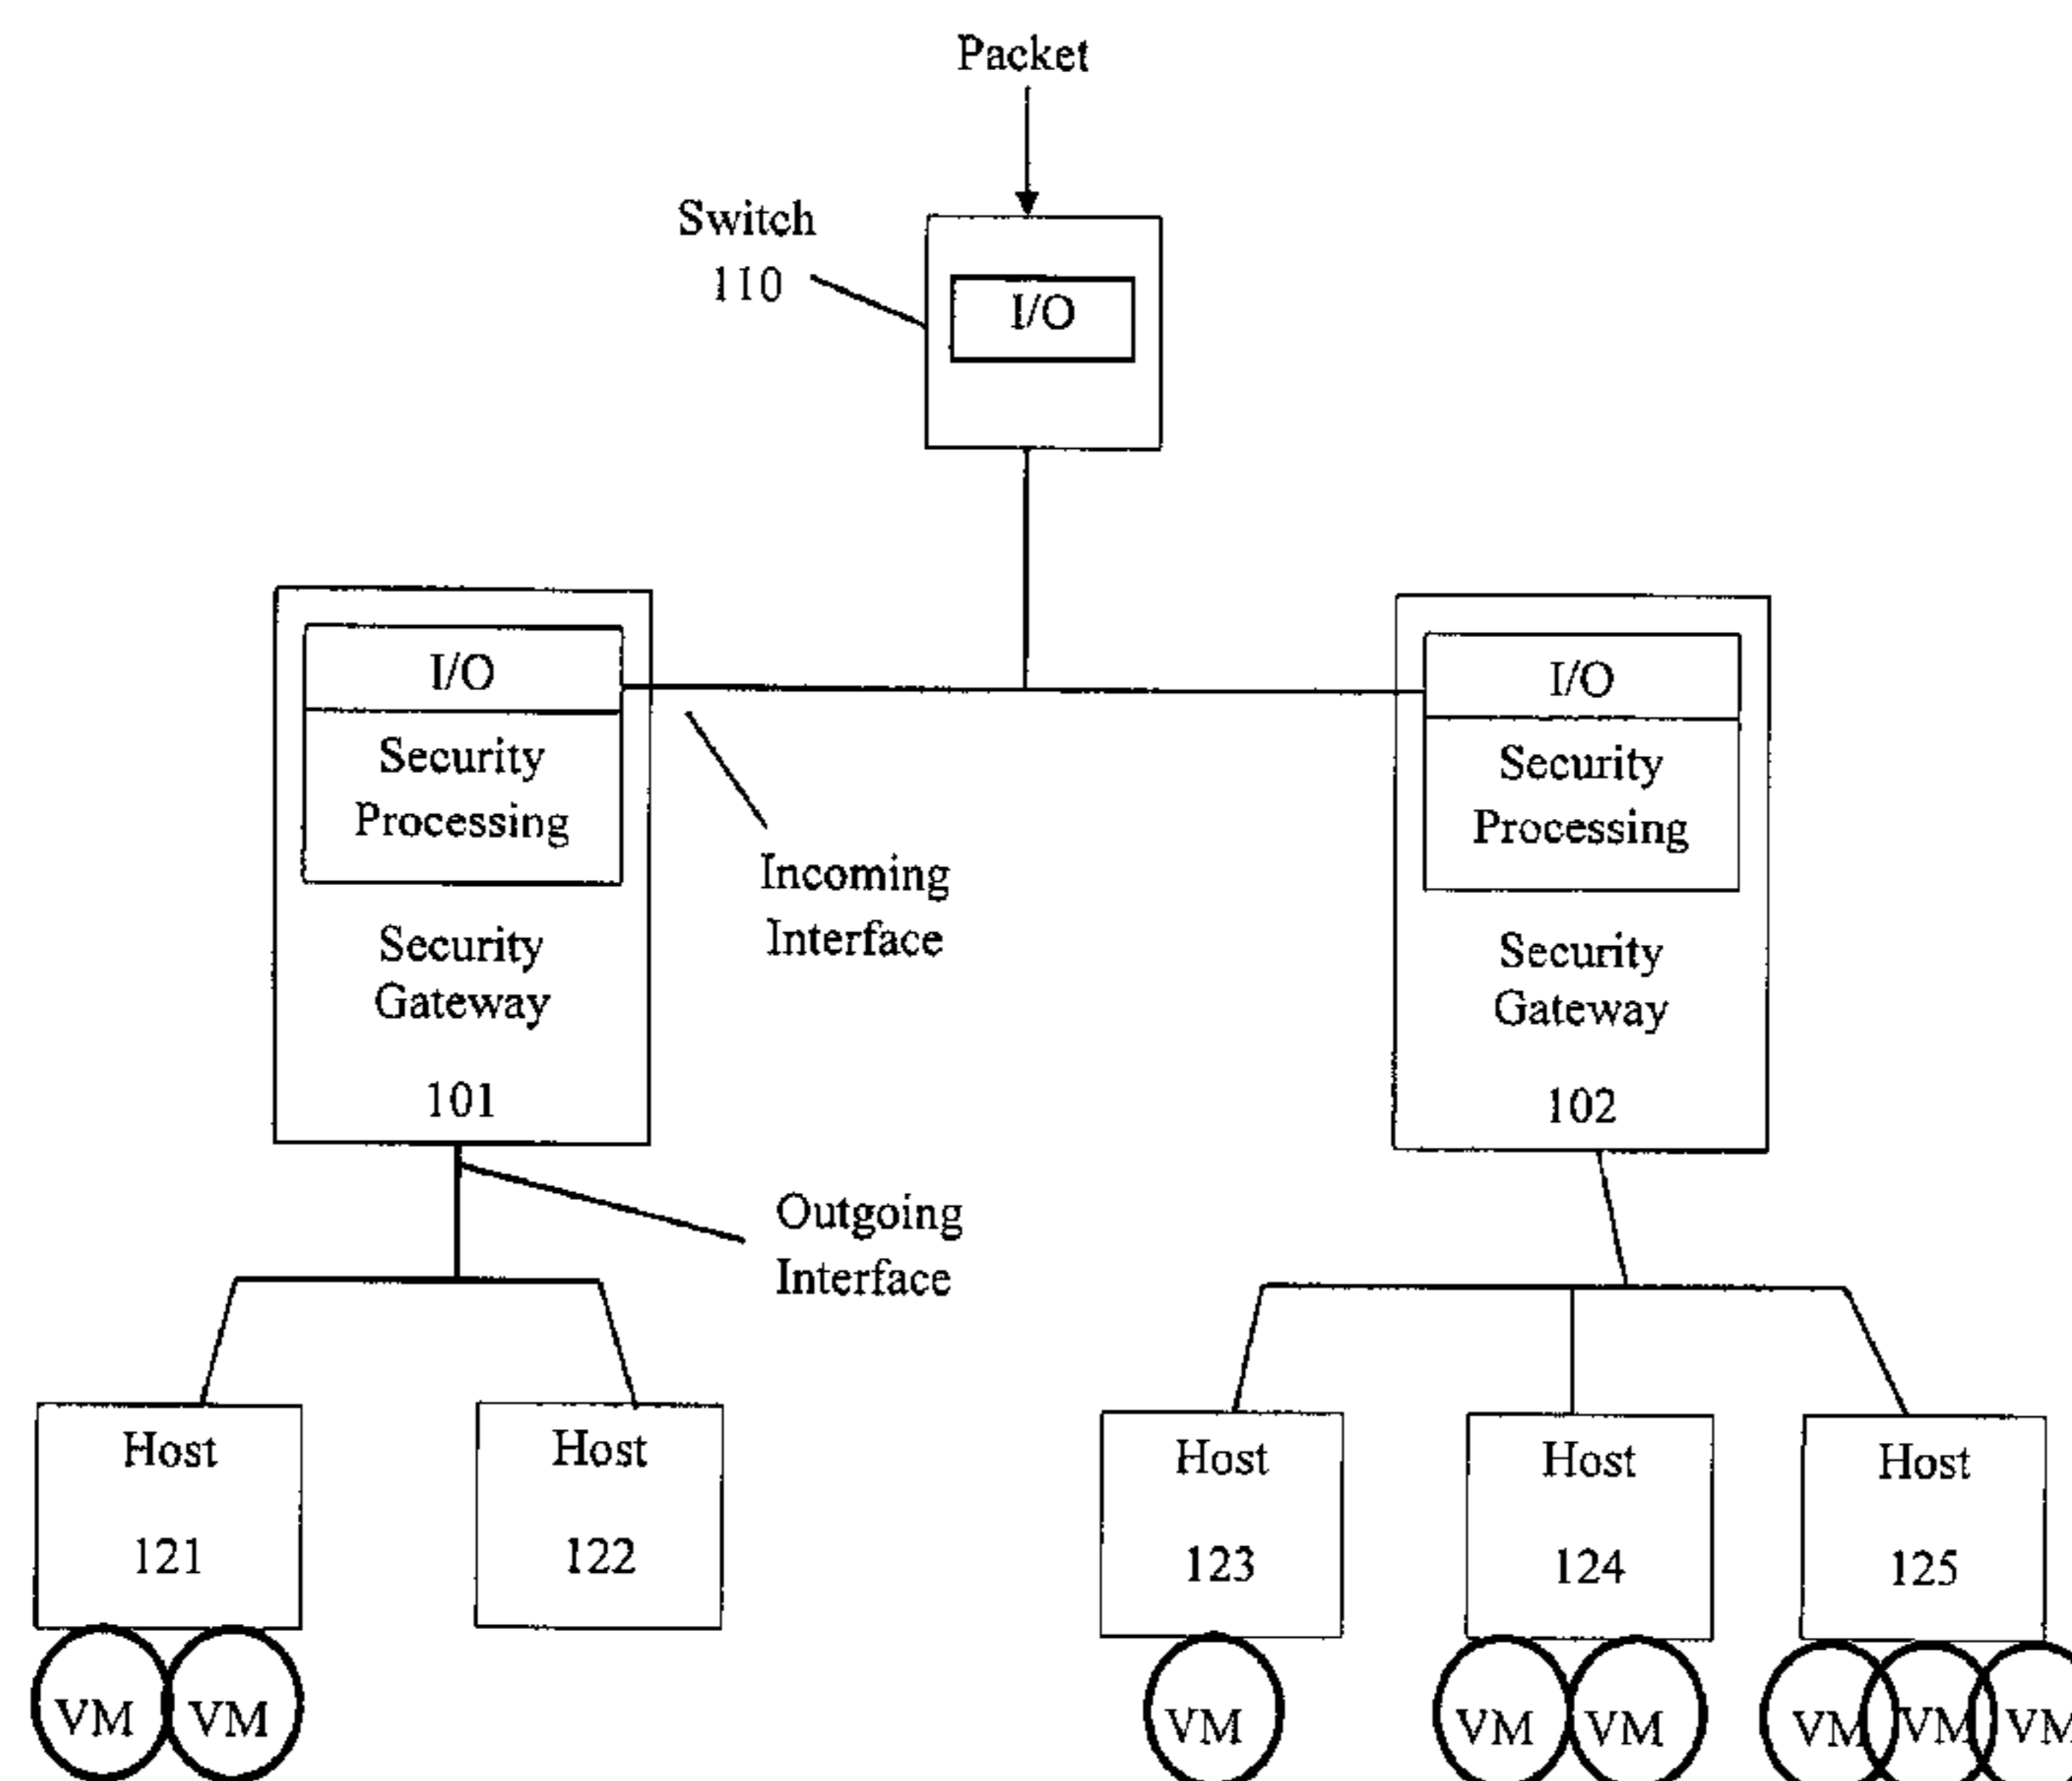 Packet
Switch
110
I/O
I/O
Security
Processing
Security
Gateway
101
Incoming
Interface
I/O
Security
Processing
Security
Gateway
102
Outgoing
Interface
Host
121
Host
122
Host
123
Host
124
Host
125
VM
VM
VM
VM
VM
VM
VM
VM